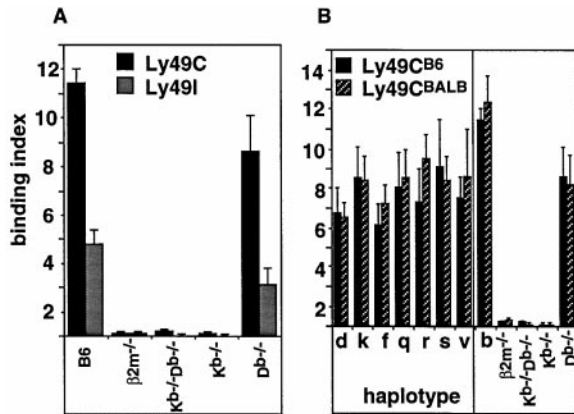 A
Ly49C
Ly49I
binding index
12
10
8
6
4
2
B6
β2m-/-
Kb-/-Db-/-
Kb-/-
Db-/-
B
Ly49CB6
Ly49CBALB
14
12
10
8
6
4
2
d k f q r s v b
β2m-/-
Kb-/-Db-/-
Kb-/-
Db-/-
haplotype